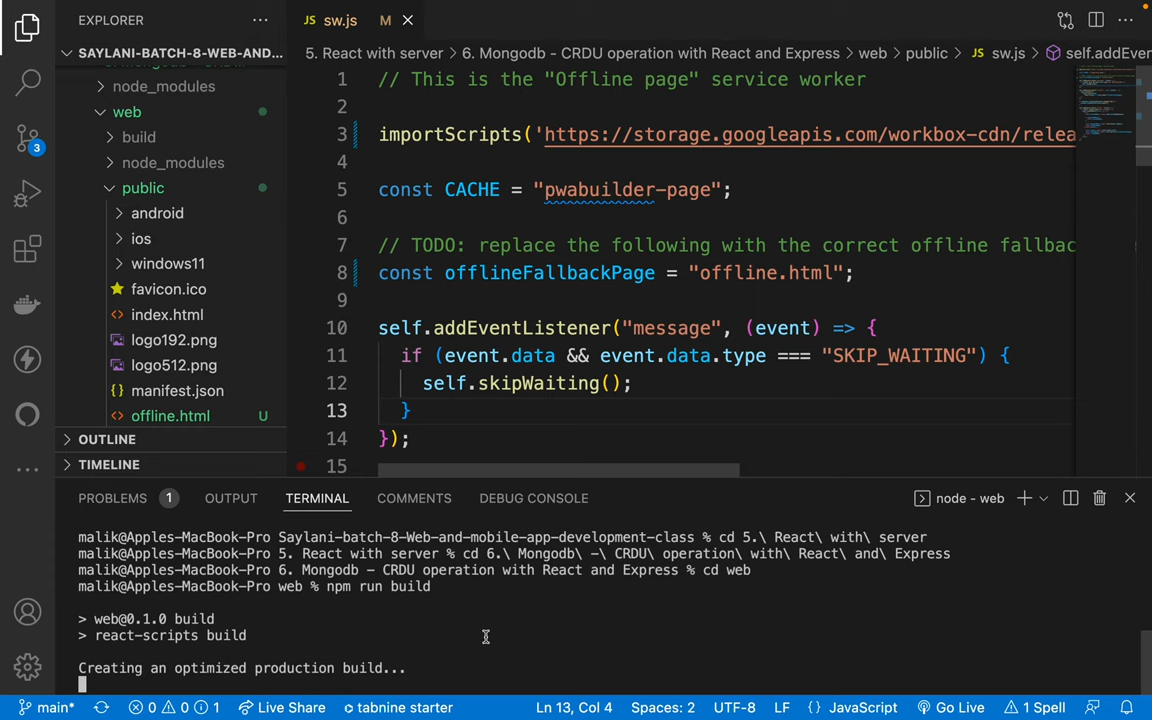 EXPLORER
SAYLANI-BATCH-8-WEB-AND...
node_modules
web
build
node_modules
public
android
ios
windows11
favicon.ico
index.html
logo192.png
logo512.png
manifest.json
offline.html U
OUTLINE
TIMELINE
3
JS sw.js M
5. React with server > 6. Mongodb - CRDU operation with React and Express > web > public > JS sw.js > self.addEver
1 // This is the "Offline page" service worker
2
3 importScripts('https://storage.googleapis.com/workbox-cdn/relea
4
5 const CACHE = "pwabuilder-page";
6
7 // TODO: replace the following with the correct offline fallbac
8 const offlineFallbackPage = "offline.html";
9
10 self.addEventListener("message", (event) => {
11 if (event.data && event.data.type === "SKIP_WAITING") {
12 self.skipWaiting();
13 }
14 });
15
PROBLEMS 1 OUTPUT TERMINAL COMMENTS DEBUG CONSOLE node - web
malik@Apples-MacBook-Pro Saylani-batch-8-Web-and-mobile-app-development-class % cd 5.\ React\ with\ server
malik@Apples-MacBook-Pro 5. React with server % cd 6.\ Mongodb\ -\ CRDU\ operation\ with\ React\ and\ Express
malik@Apples-MacBook-Pro 6. Mongodb - CRDU operation with React and Express % cd web
malik@Apples-MacBook-Pro web % npm run build
> web@0.1.0 build
> react-scripts build
Creating an optimized production build...
main* 0 0 1 Live Share tabnine starter Ln 13, Col 4 Spaces: 2 UTF-8 LF {} JavaScript Go Live 1 Spell